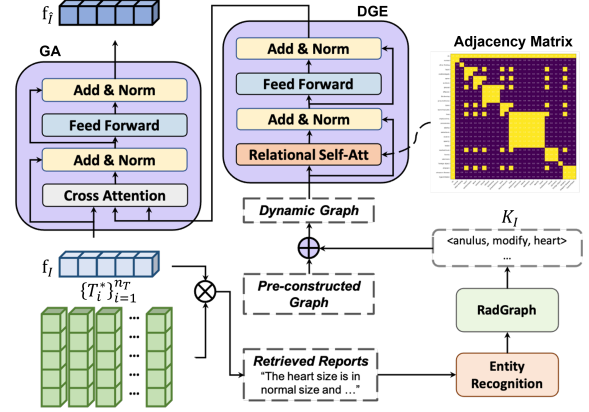 f_Î
GA
Add & Norm
Feed Forward
Add & Norm
Cross Attention
DGE
Add & Norm
Feed Forward
Add & Norm
Relational Self-Att
Adjacency Matrix
Dynamic Graph
K_I
<anulus, modify, heart>
...
f_I
{T_i^*}_{i=1}^{n_T}
Pre-constructed
Graph
RadGraph
Retrieved Reports
"The heart size is in
normal size and ..."
Entity
Recognition